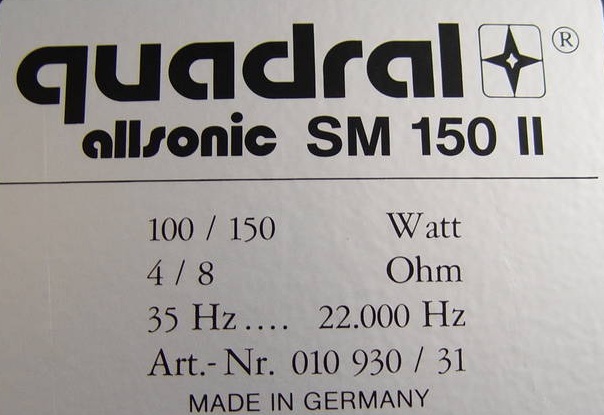 quadral ®
allsonic SM 150 II
100 / 150 Watt
4 / 8 Ohm
35 Hz.... 22.000 Hz
Art.-Nr. 010 930 / 31
MADE IN GERMANY